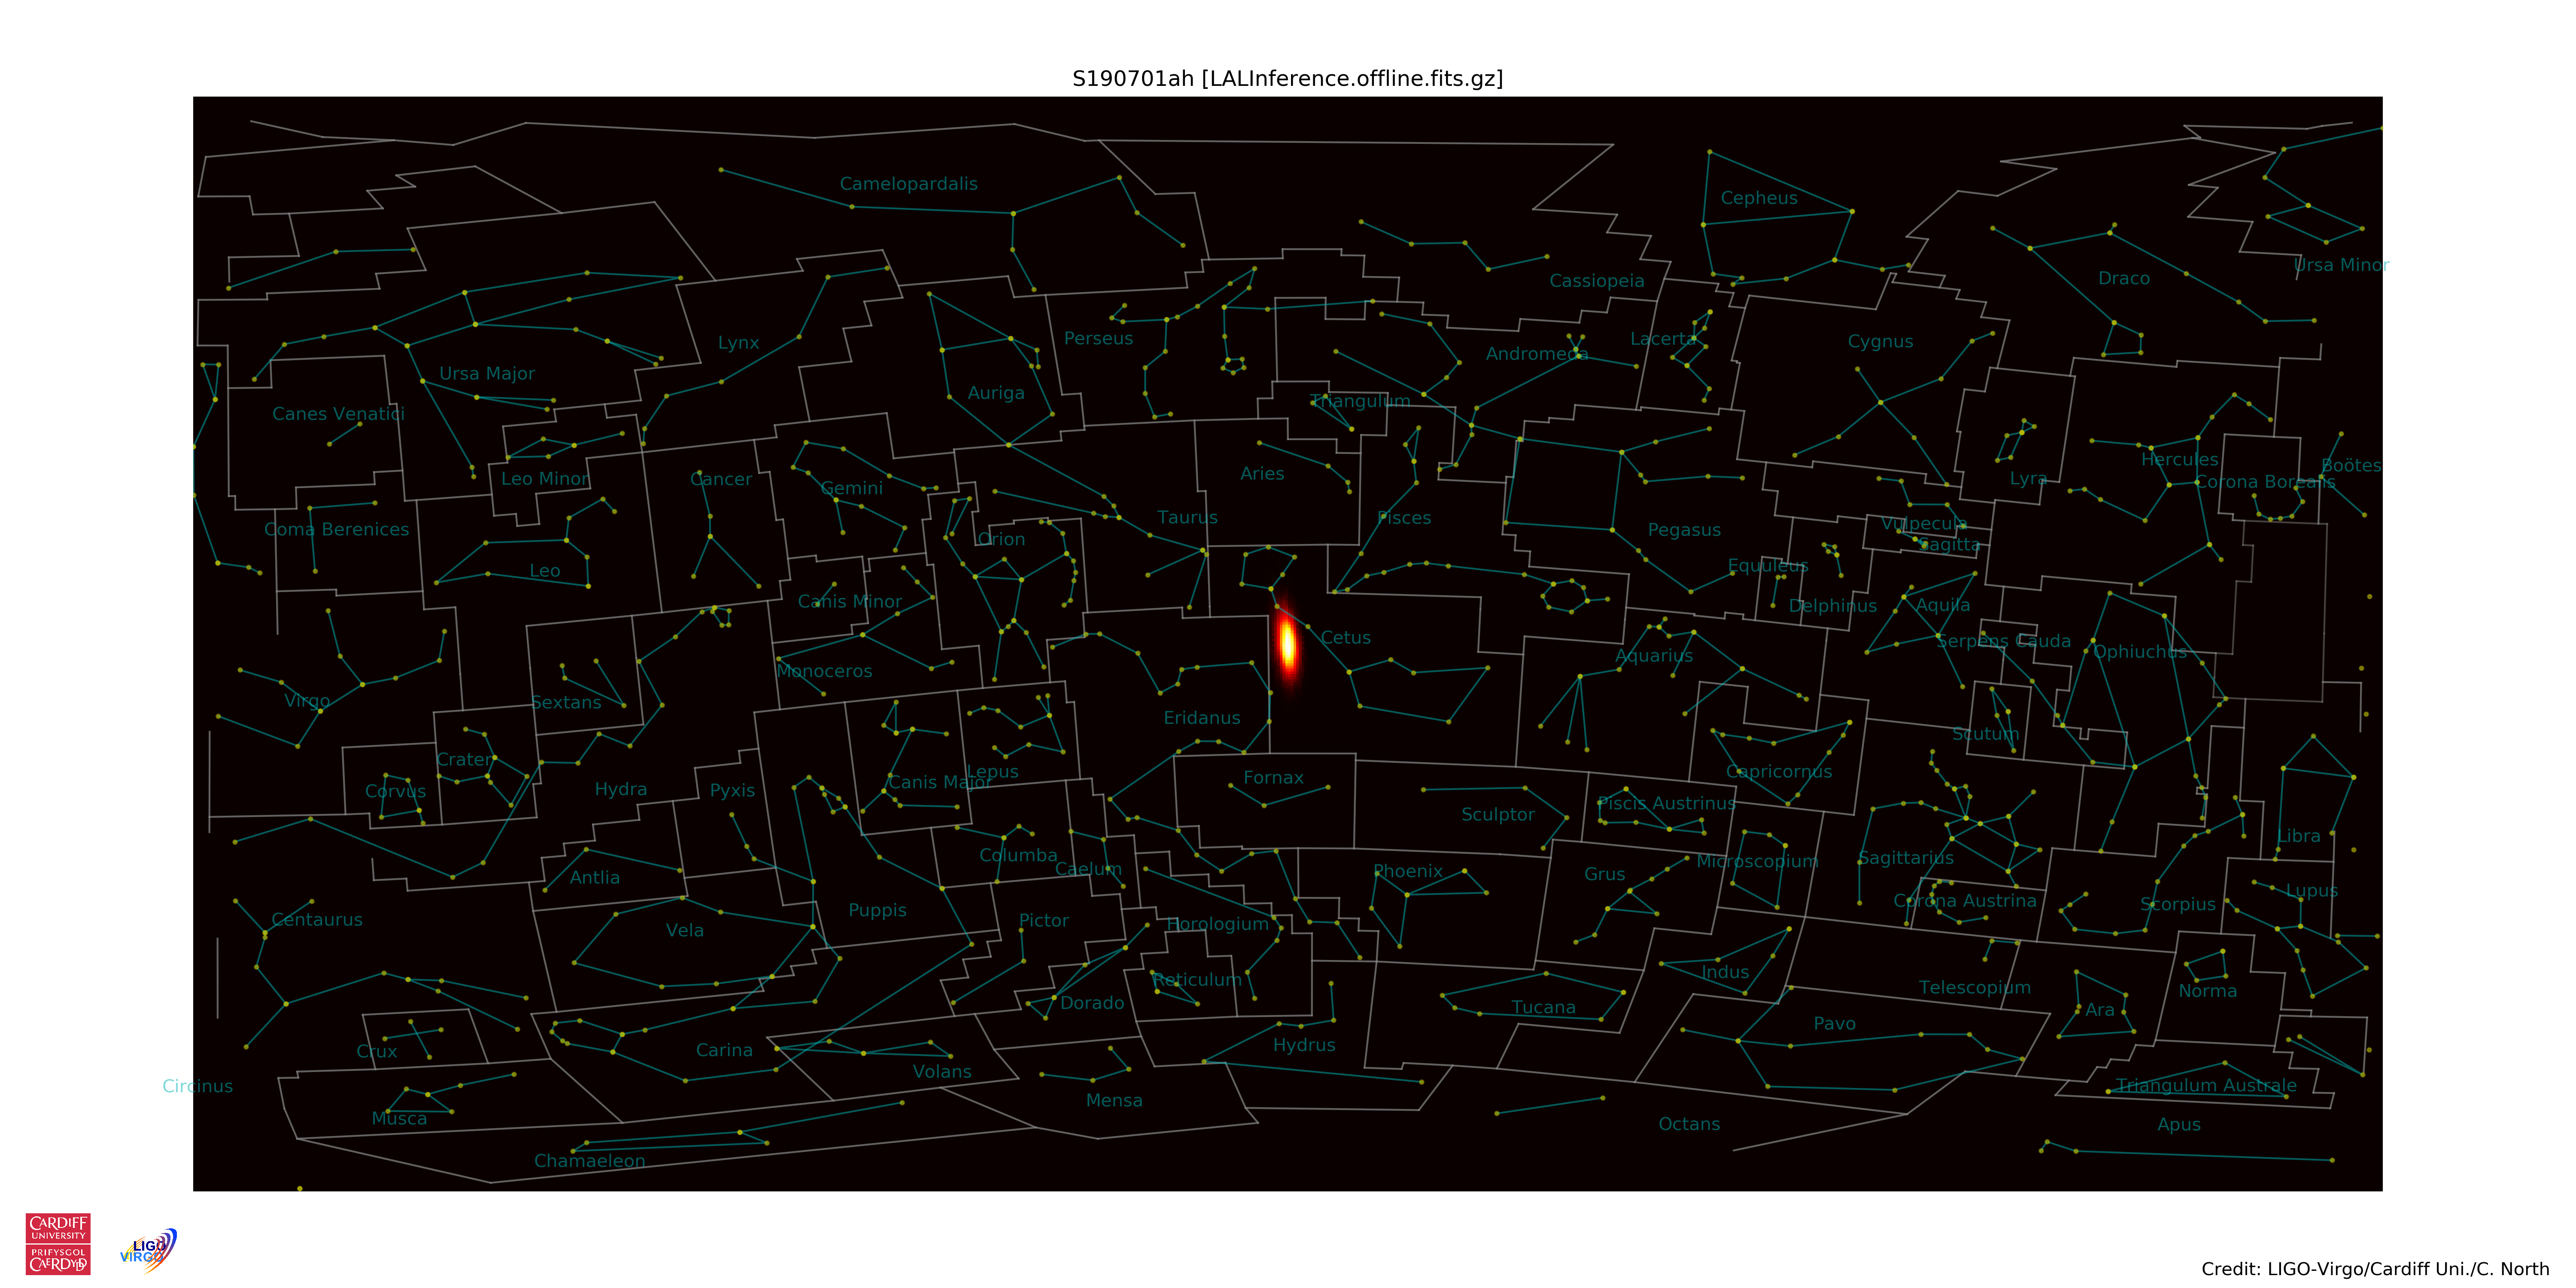 S190701ah [LALInference.offline.fits.gz]
Camelopardalis
Cepheus
Ursa Minor
Cassiopeia
Draco
Perseus
Lacerta
Cygnus
Lynx
Andromeda
Ursa Major
Auriga
Triangulum
Canes Venatici
Hercules
Boötes
Aries
Leo Minor
Cancer
Lyra
Corona Borealis
Gemini
Taurus
Pisces
Vulpecula
Coma Berenices
Pegasus
Orion
Sagitta
Equuleus
Leo
Canis Minor
Delphinus
Aquila
Cetus
Serpens Cauda
Ophiuchus
Aquarius
Monoceros
Virgo
Sextans
Eridanus
Scutum
Crater
Lepus
Capricornus
Fornax
Canis Major
Corvus
Hydra
Pyxis
Piscis Austrinus
Sculptor
Libra
Columba
Sagittarius
Microscopium
Caelum
Phoenix
Grus
Antlia
Lupus
Corona Austrina
Scorpius
Puppis
Centaurus
Pictor
Horologium
Vela
Indus
Reticulum
Telescopium
Norma
Dorado
Tucana
Ara
Pavo
Hydrus
Crux
Carina
Volans
Circinus
Triangulum Australe
Mensa
Musca
Octans
Apus
Chamaeleon
CARDIFF
UNIVERSITY
PRIFYSGOL
CAERDYDD
LIGO
VIRGO
Credit: LIGO-Virgo/Cardiff Uni./C. North